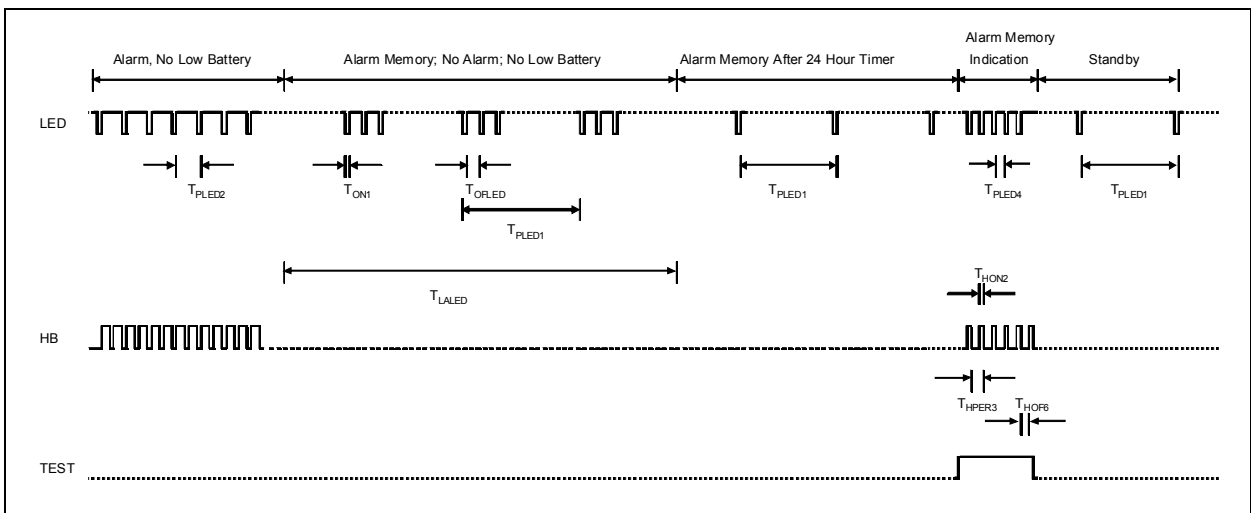 Alarm Memory
Alarm, No Low Battery Alarm Memory; No Alarm; No Low Battery Alarm Memory After 24 Hour Timer Indication Standby
LED
TPLED2 TON1 TOFLED TPLED1 TPLED4 TPLED1
TPLED1
THON2
TLALED
HB
THPER3 THOF6
TEST